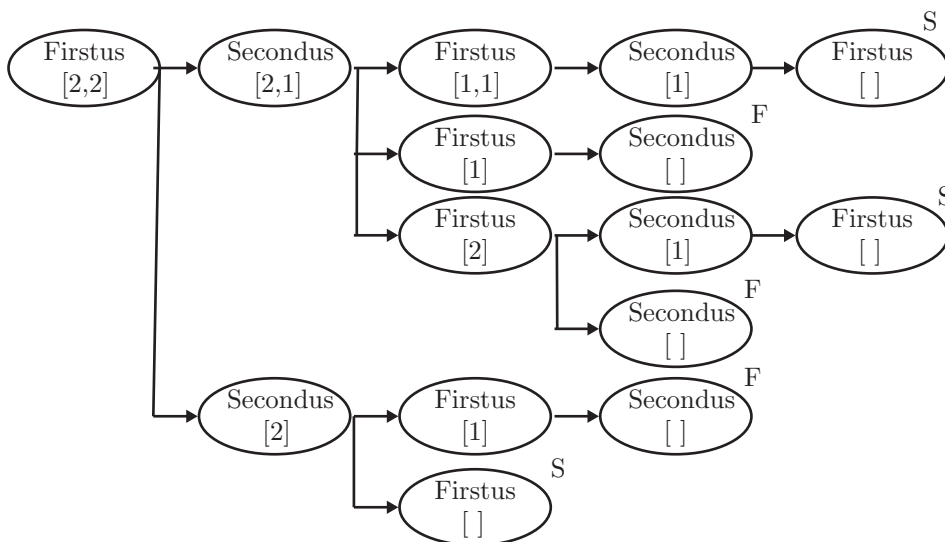 S
Firstus
[2,2]
Secondus
[2,1]
Firstus
[1,1]
Secondus
[1]
Firstus
[ ]
F
Firstus
[1]
Secondus
[ ]
S
Firstus
[2]
Secondus
[1]
Firstus
[ ]
F
Secondus
[ ]
F
Secondus
[2]
Firstus
[1]
Secondus
[ ]
S
Firstus
[ ]